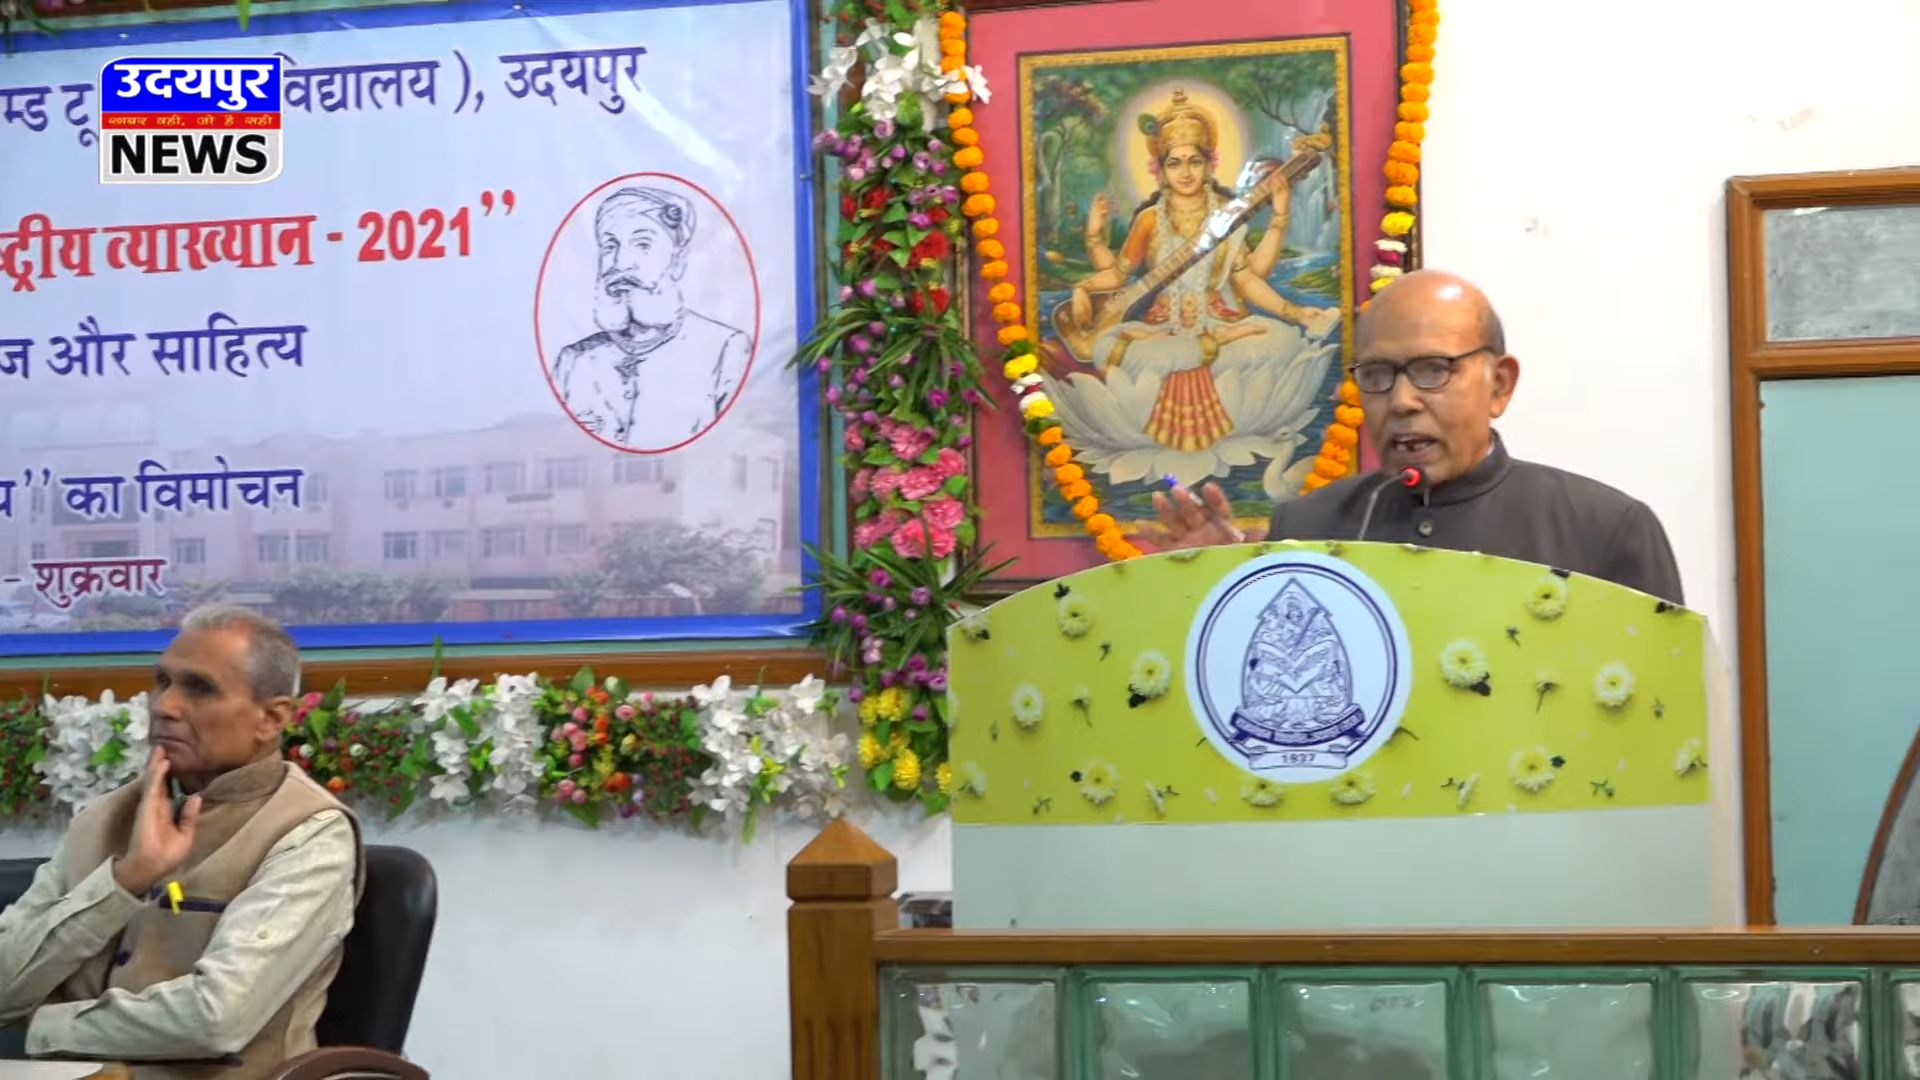 म्ड टू विद्यालय ), उदयपुर
उदयपुर
खबर वही, जो है सही
NEWS
ष्ट्रीय व्याख्यान - 2021”
ज और साहित्य
य” का विमोचन
- शुक्रवार
1937